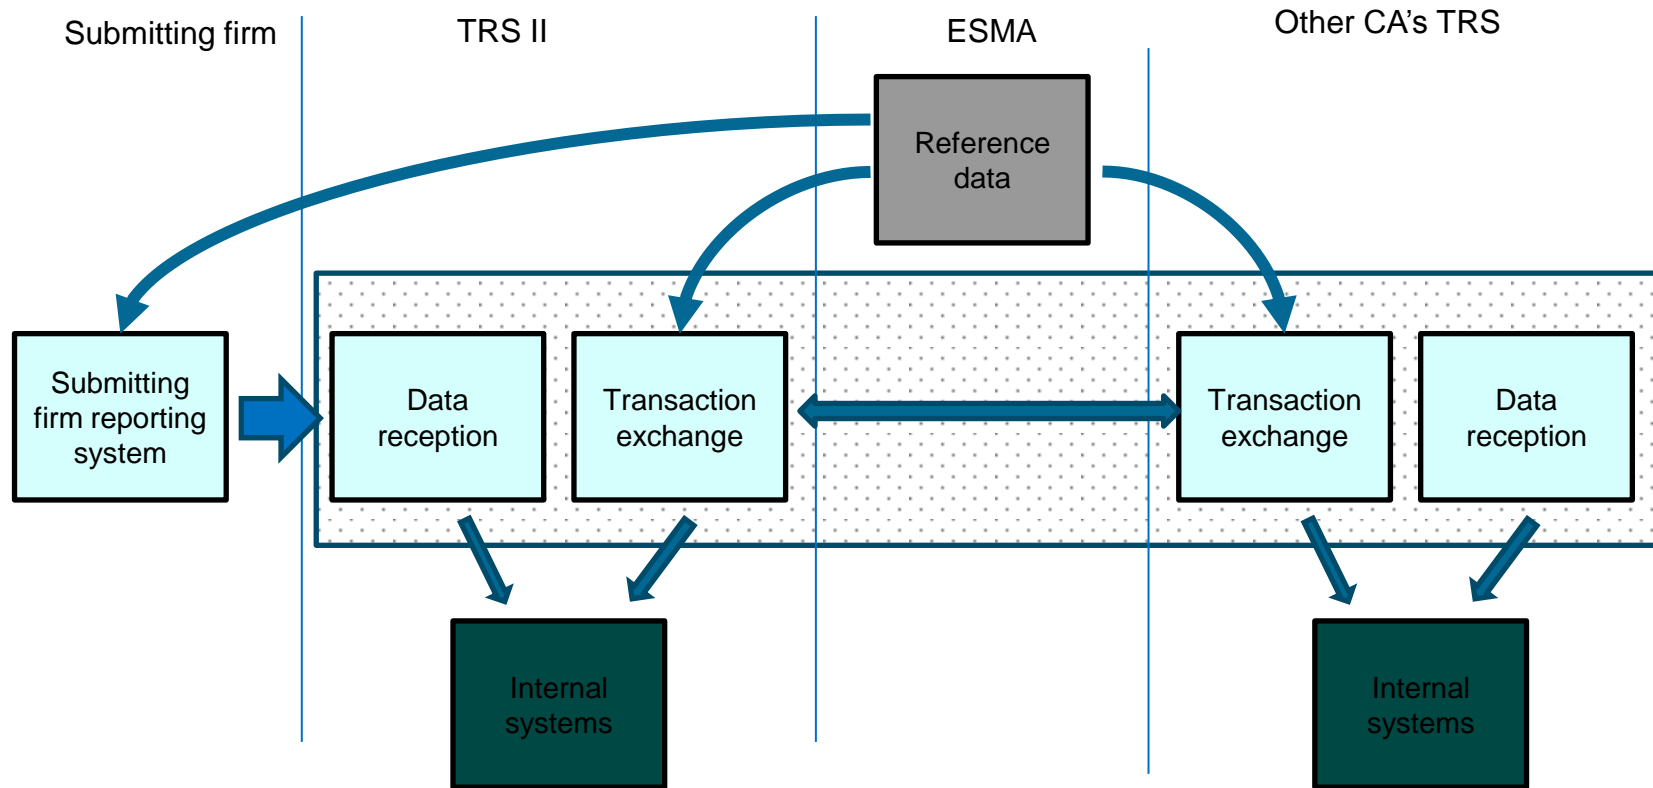 Submitting firm
TRS II
ESMA
Other CA's TRS
Reference
data
Submitting
firm reporting
system
Data
reception
Transaction
exchange
Transaction
exchange
Data
reception
Internal
systems
Internal
systems